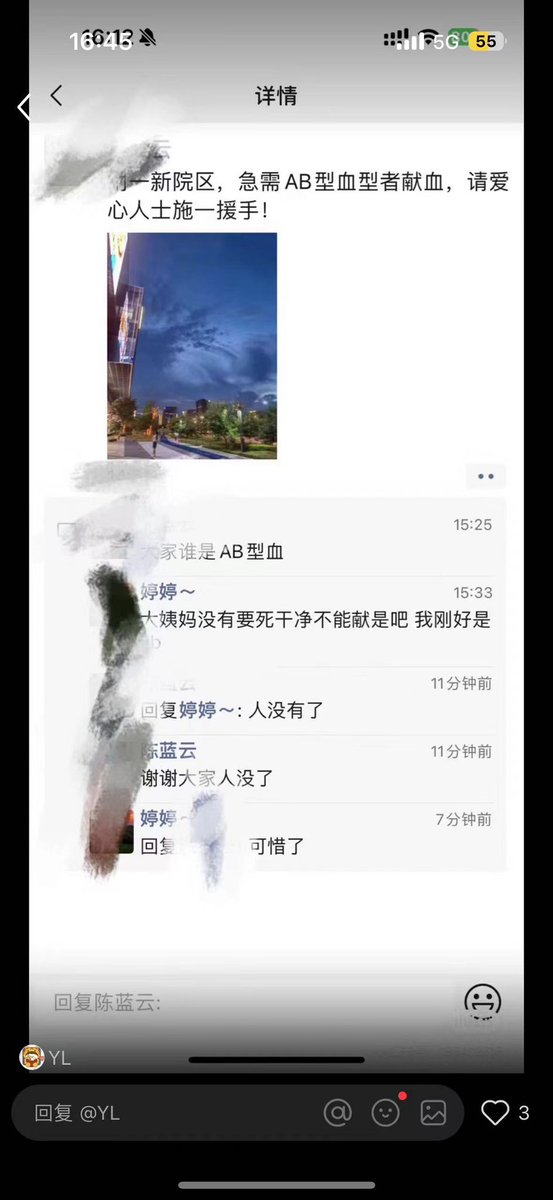 16:45
5G 55
详情
云
一新院区，急需AB型血型者献血，请爱
心人士施一援手！
15:25
大家谁是AB型血
婷婷～
15:33
大姨妈没有要死干净不能献是吧 我刚好是
b
蓝云
11分钟前
回复婷婷～: 人没有了
陈蓝云
11分钟前
谢谢大家人没了
婷婷~
7分钟前
回复 可惜了
回复陈蓝云:
YL
回复 @YL
3